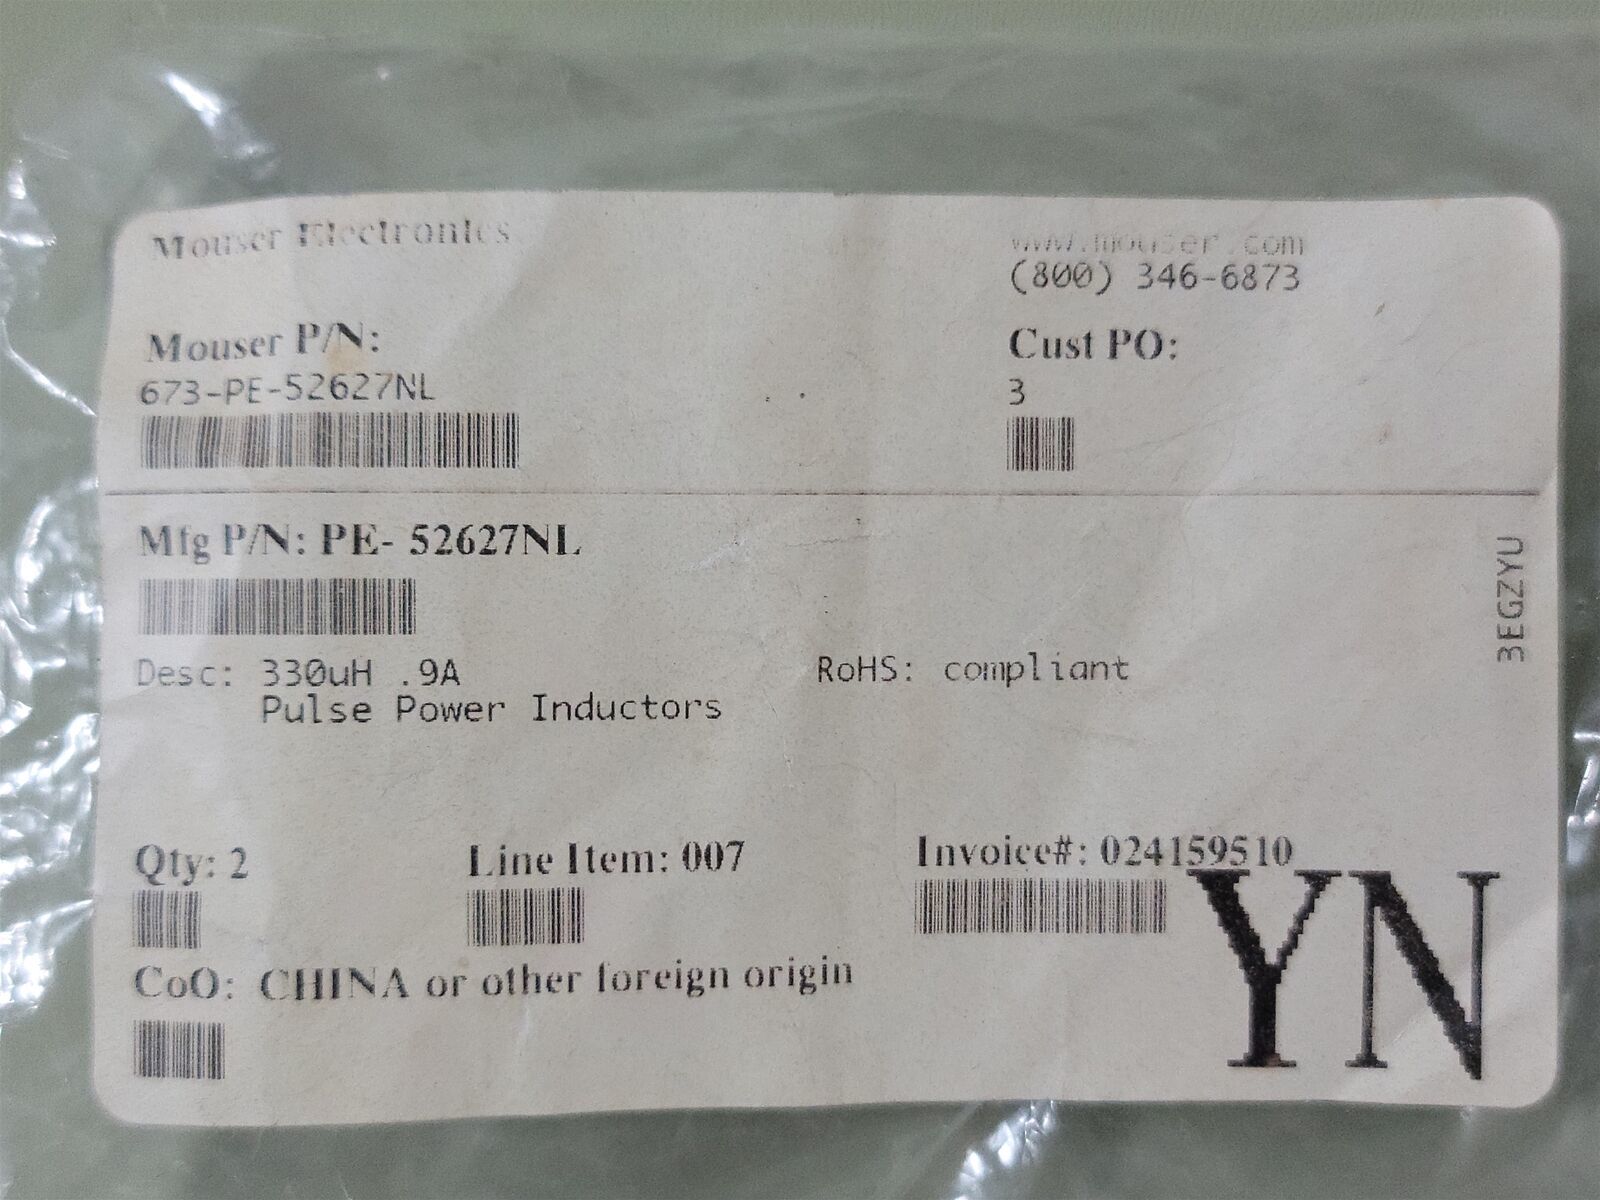 Mouser Electronics
www.mouser.com
(800) 346-6873
Mouser P/N:
673-PE-52627NL
Cust PO:
3
Mfg P/N: PE- 52627NL
Desc: 330uH .9A
Pulse Power Inductors
RoHS: compliant
3EGZYU
Qty: 2
Line Item: 007
Invoice#: 024159510
YN
CoO: CHINA or other foreign origin